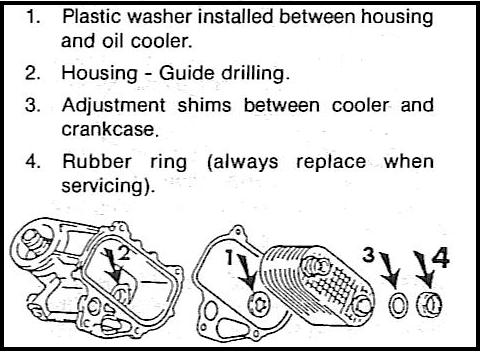 1. Plastic washer installed between housing
and oil cooler.
2. Housing - Guide drilling.
3. Adjustment shims between cooler and
crankcase.
4. Rubber ring (always replace when
servicing).
2 1 3 4